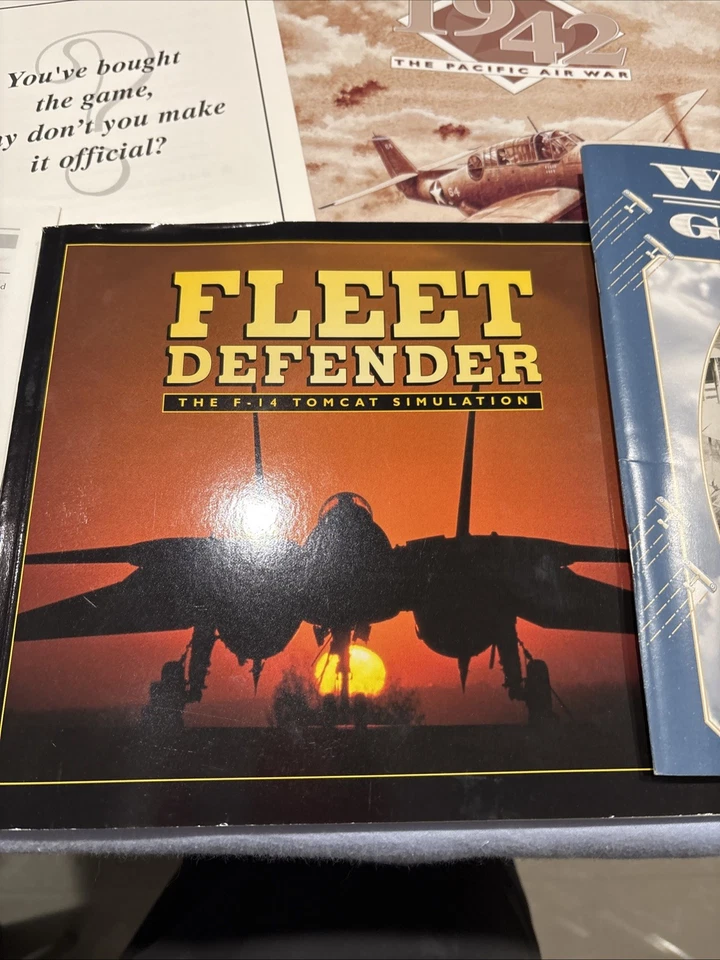 You've bought
the game,
don't you make
it official?
1942
THE PACIFIC AIR WAR
FLEET
DEFENDER
THE F-14 TOMCAT SIMULATION